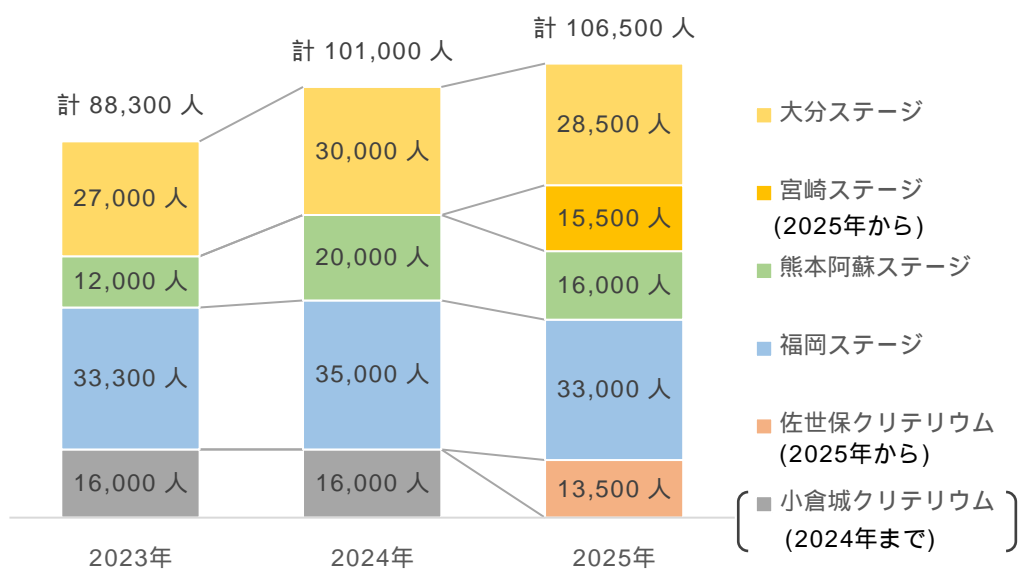 計 88,300 人
計 101,000 人
計 106,500 人
27,000 人
12,000 人
33,300 人
16,000 人
30,000 人
20,000 人
35,000 人
16,000 人
28,500 人
15,500 人
16,000 人
33,000 人
13,500 人
2023年
2024年
2025年
大分ステージ
宮崎ステージ
(2025年から)
熊本阿蘇ステージ
福岡ステージ
佐世保クリテリウム
(2025年から)
小倉城クリテリウム
(2024年まで)